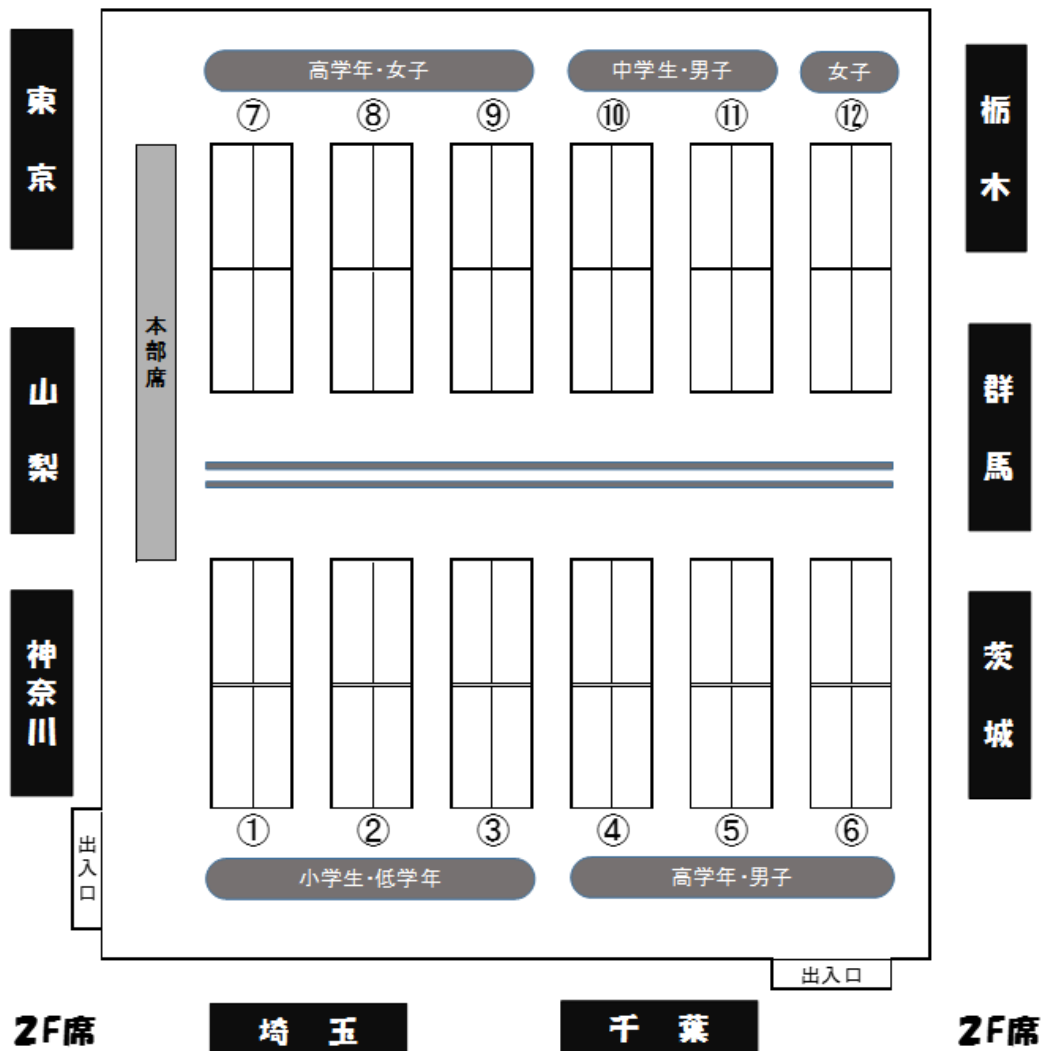 高学年・女子
中学生・男子
女子
⑦
⑧
⑨
⑩
⑪
⑫
東京
山梨
神奈川
本部席
栃木
群馬
茨城
①
②
③
④
⑤
⑥
小学生・低学年
高学年・男子
出入口
出入口
2F席
埼玉
千葉
2F席